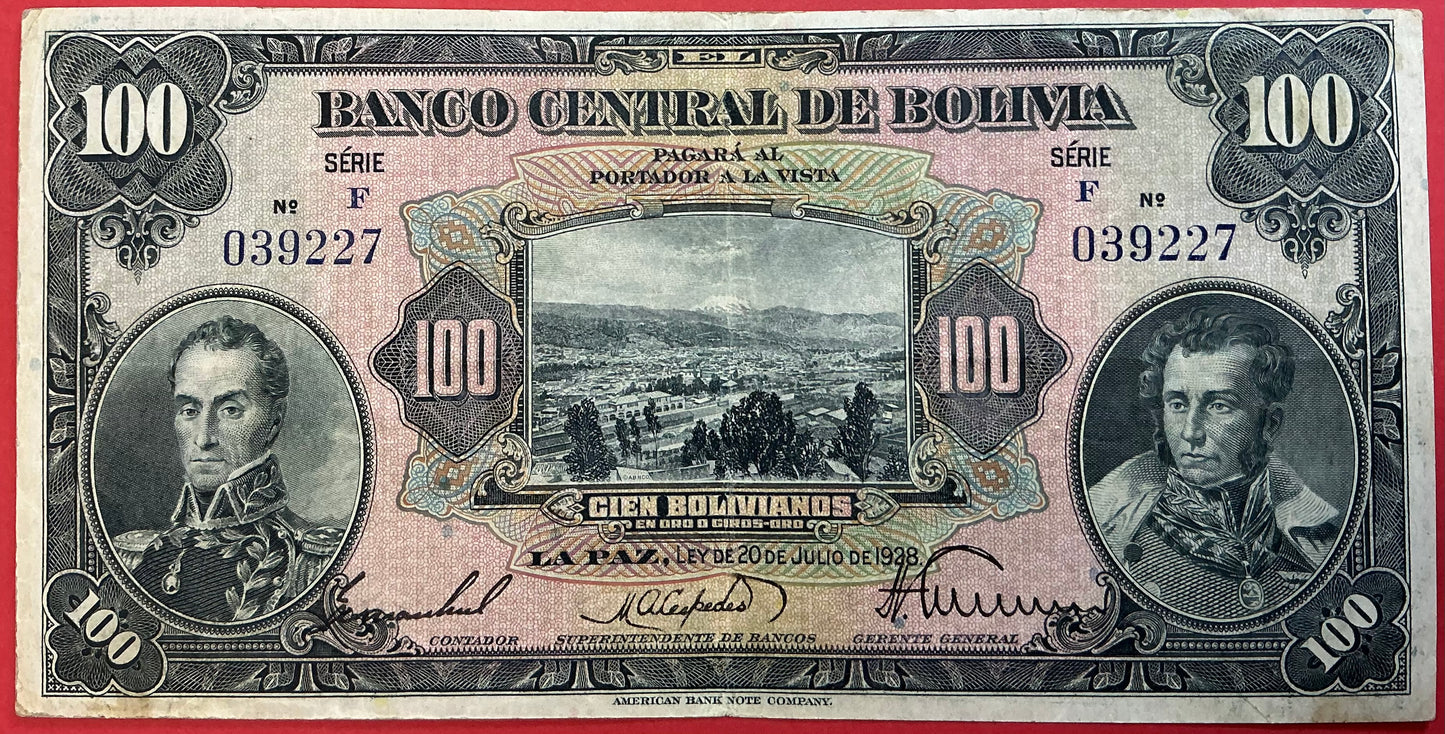 EL
BANCO CENTRAL DE BOLIVIA
PAGARÁ AL
PORTADOR A LA VISTA
100
100
SÉRIE
F
Nº
039227
SÉRIE
F
Nº
039227
100
100
CIEN BOLIVIANOS
EN ORO O GIROS-ORO
LA PAZ, LEY DE 20 DE JULIO DE 1928.
M A Cespedes
CONTADOR SUPERINTENDENTE DE BANCOS GERENTE GENERAL
100
100
AMERICAN BANK NOTE COMPANY.